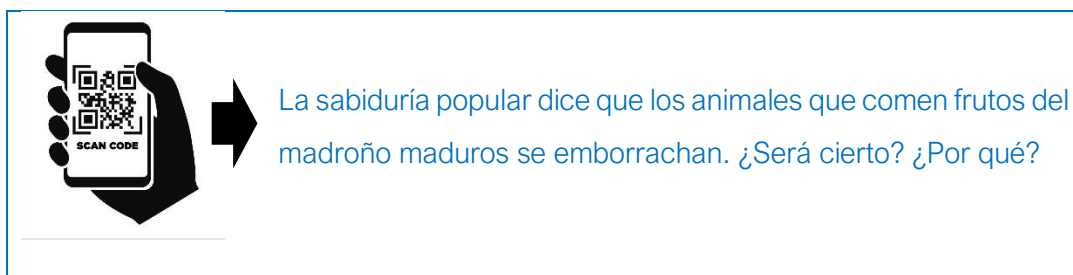 SCAN CODE
La sabiduría popular dice que los animales que comen frutos del
madroño maduros se emborrachan. ¿Será cierto? ¿Por qué?